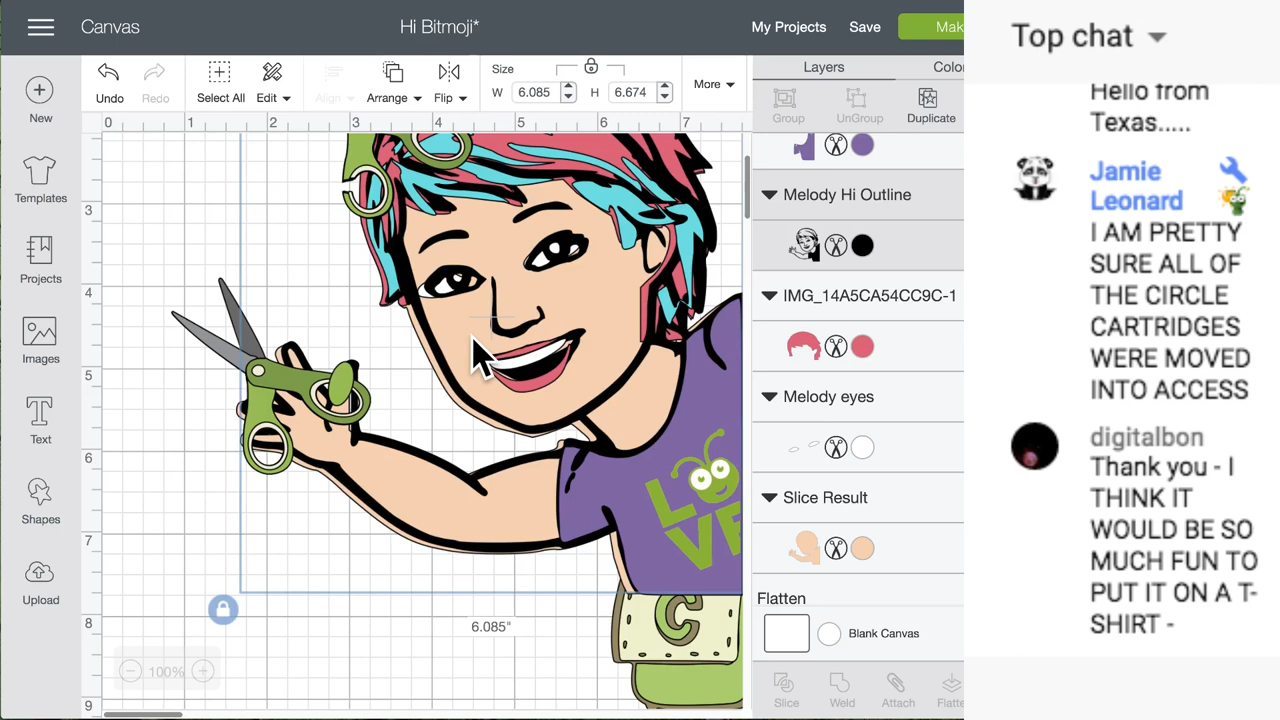 Canvas
Hi Bitmoji*
My Projects
Save
Mak
Undo
Redo
Select All
Edit
Align
Arrange
Flip
Size
W 6.085
H 6.674
More
Layers
Color
Group
UnGroup
Duplicate
New
Templates
Projects
Images
Text
Shapes
Upload
0 1 2 3 4 5 6 7
3
4
5
6
7
8
9
LO
VE
C
6.085"
100%
Melody Hi Outline
IMG_14A5CA54CC9C-1
Melody eyes
Slice Result
Flatten
Blank Canvas
Slice
Weld
Attach
Flatte
Top chat
Hello from
Texas.....
Jamie
Leonard
I AM PRETTY
SURE ALL OF
THE CIRCLE
CARTRIDGES
WERE MOVED
INTO ACCESS
digitalbon
Thank you - I
THINK IT
WOULD BE SO
MUCH FUN TO
PUT IT ON A T-
SHIRT -